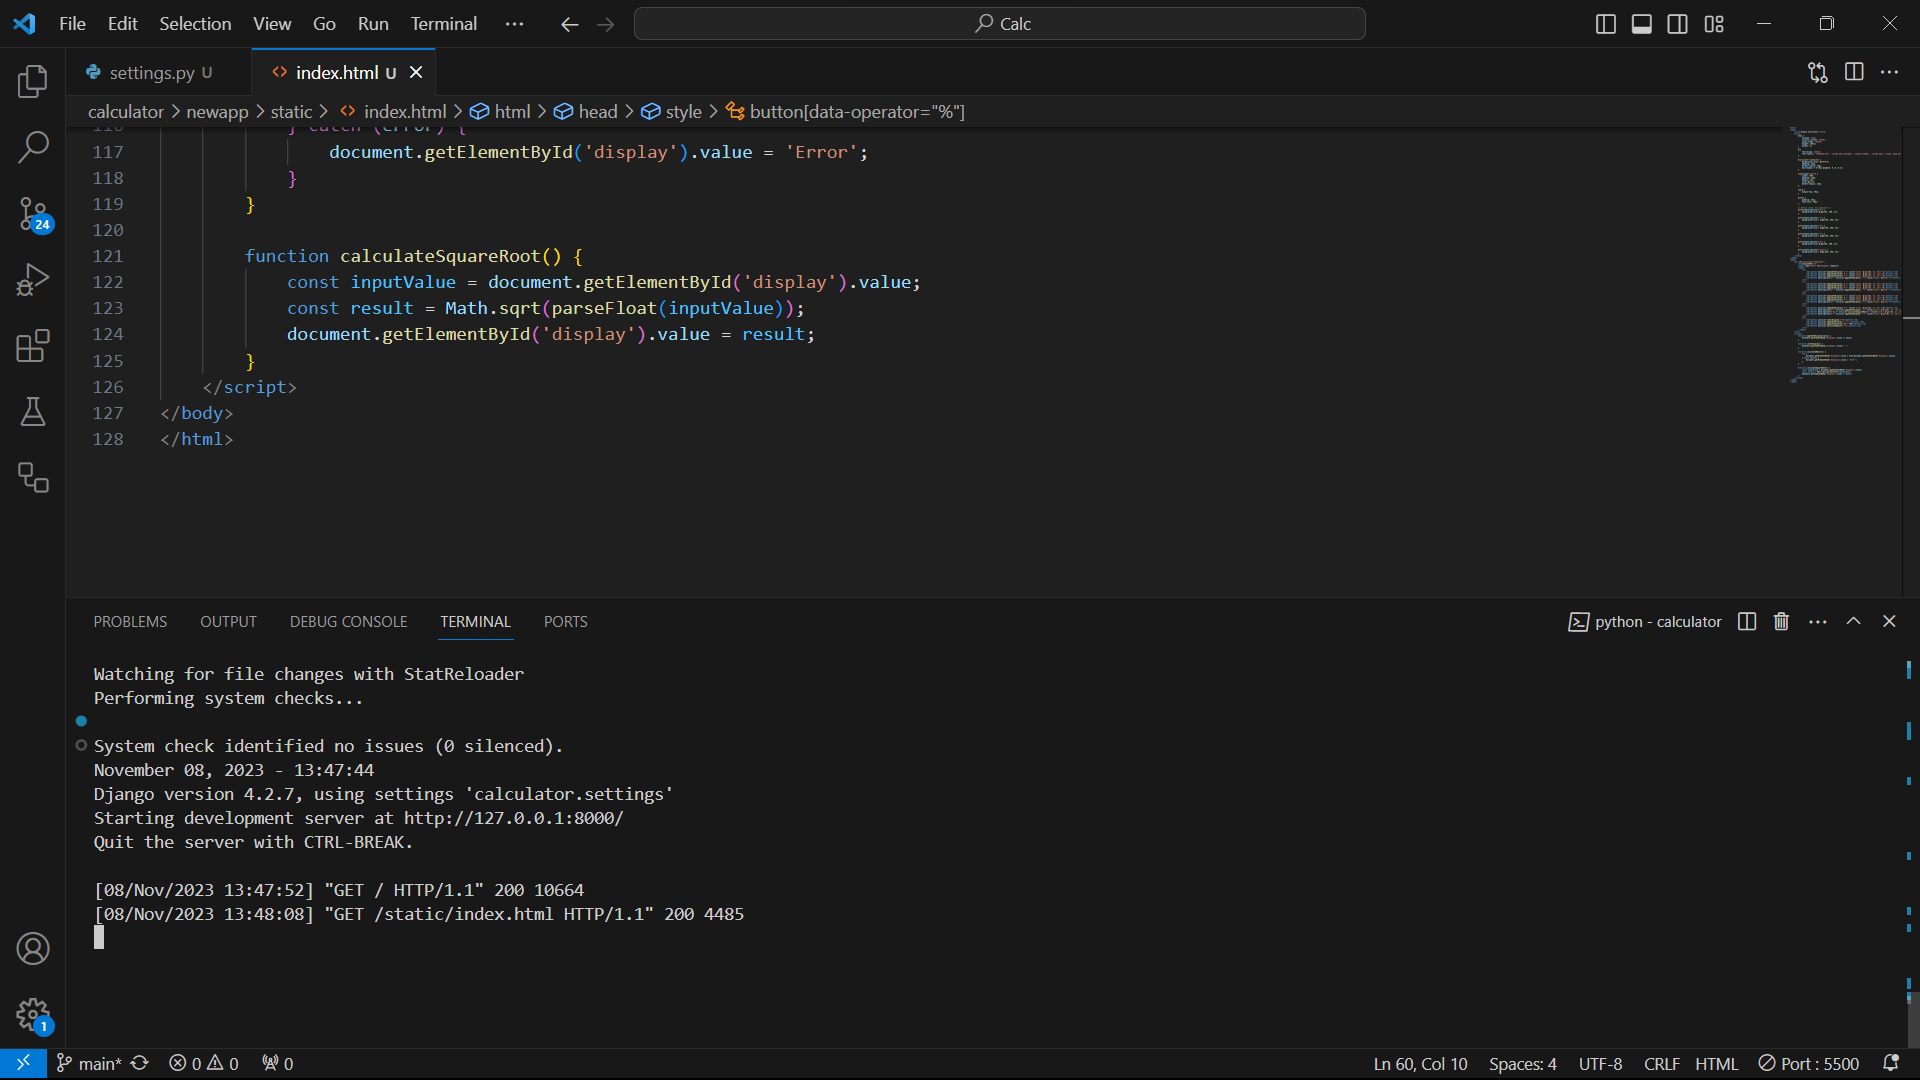 File Edit Selection View Go Run Terminal ··· Calc
settings.py U index.html U
calculator > newapp > static > index.html > html > head > style > button[data-operator="%"]
116 } catch (error) {
117 document.getElementById('display').value = 'Error';
118 }
119 }
120
121 function calculateSquareRoot() {
122 const inputValue = document.getElementById('display').value;
123 const result = Math.sqrt(parseFloat(inputValue));
124 document.getElementById('display').value = result;
125 }
126 </script>
127 </body>
128 </html>
24
PROBLEMS OUTPUT DEBUG CONSOLE TERMINAL PORTS python - calculator
Watching for file changes with StatReloader
Performing system checks...
System check identified no issues (0 silenced).
November 08, 2023 - 13:47:44
Django version 4.2.7, using settings 'calculator.settings'
Starting development server at http://127.0.0.1:8000/
Quit the server with CTRL-BREAK.
[08/Nov/2023 13:47:52] "GET / HTTP/1.1" 200 10664
[08/Nov/2023 13:48:08] "GET /static/index.html HTTP/1.1" 200 4485
1
main* 0 0 0 Ln 60, Col 10 Spaces: 4 UTF-8 CRLF HTML Port : 5500